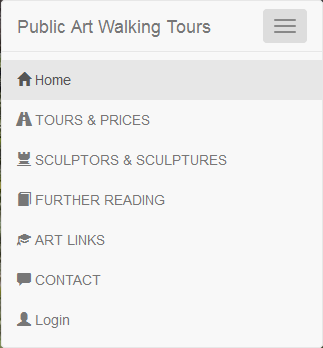 Public Art Walking Tours
Home
TOURS & PRICES
SCULPTORS & SCULPTURES
FURTHER READING
ART LINKS
CONTACT
Login